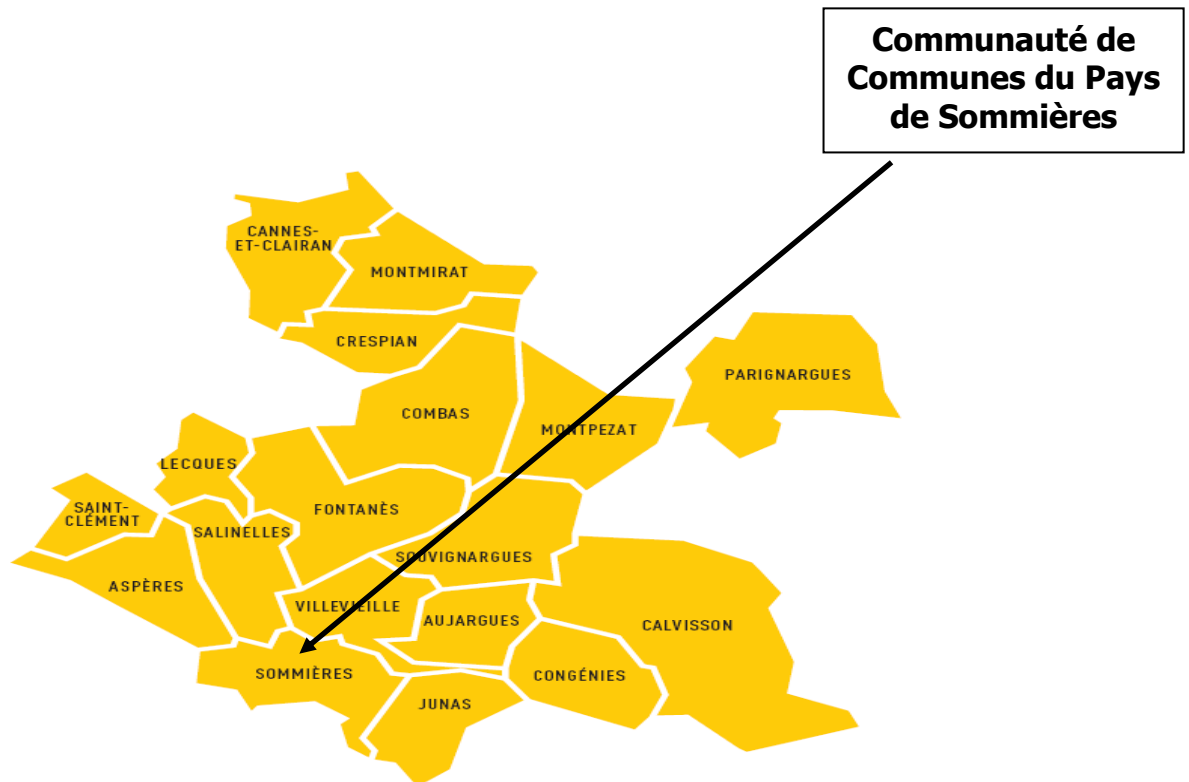 Communauté de
Communes du Pays
de Sommières
CANNES-
ET-CLAIRAN
MONTMIRAT
CRESPIAN
PARIGNARGUES
COMBAS
MONTPEZAT
LECQUES
SAINT-
CLÉMENT
SALINELLES
FONTANÈS
SOUVIGNARGUES
ASPÈRES
VILLEVIEILLE
AUJARGUES
CALVISSON
SOMMIÈRES
CONGÉNIES
JUNAS